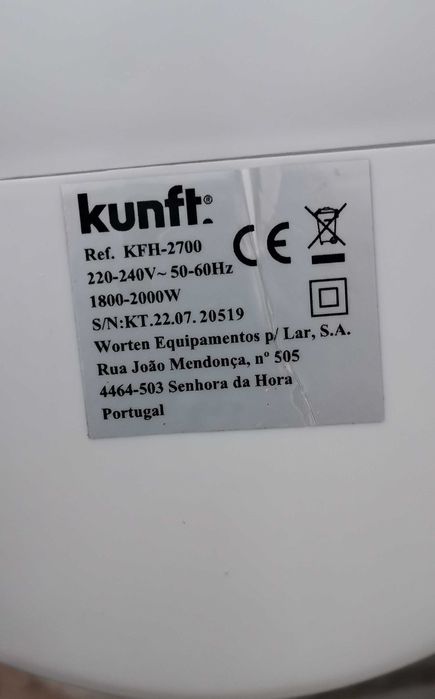 kunft®
Ref. KFH-2700
220-240V~ 50-60Hz
1800-2000W
S/N:KT.22.07. 20519
Worten Equipamentos p/ Lar, S.A.
Rua João Mendonça, nº 505
4464-503 Senhora da Hora
Portugal
CE